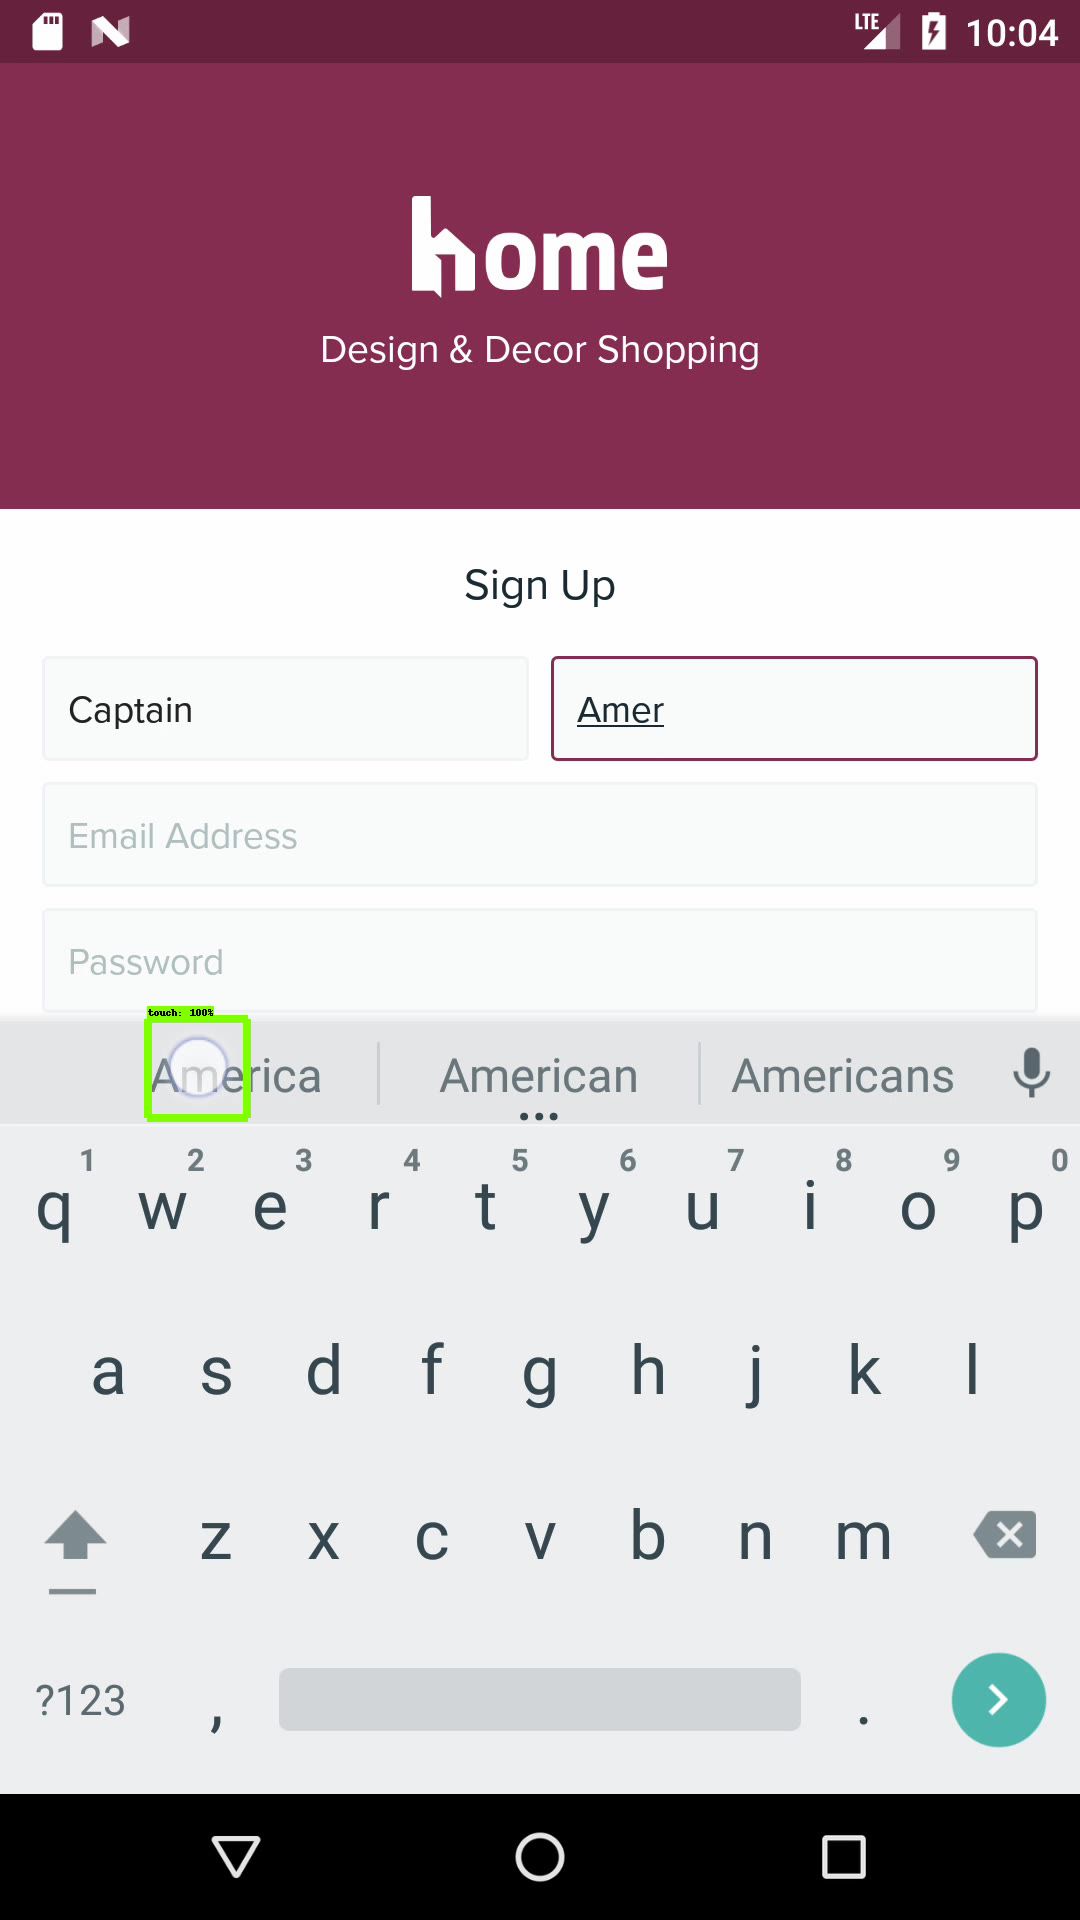 LTE 10:04
home
Design & Decor Shopping
Sign Up
Captain Amer
Email Address
Password
touch: 100%
America American Americans
1 2 3 4 5 6 7 8 9 0
q w e r t y u i o p
a s d f g h j k l
z x c v b n m
?123 , .